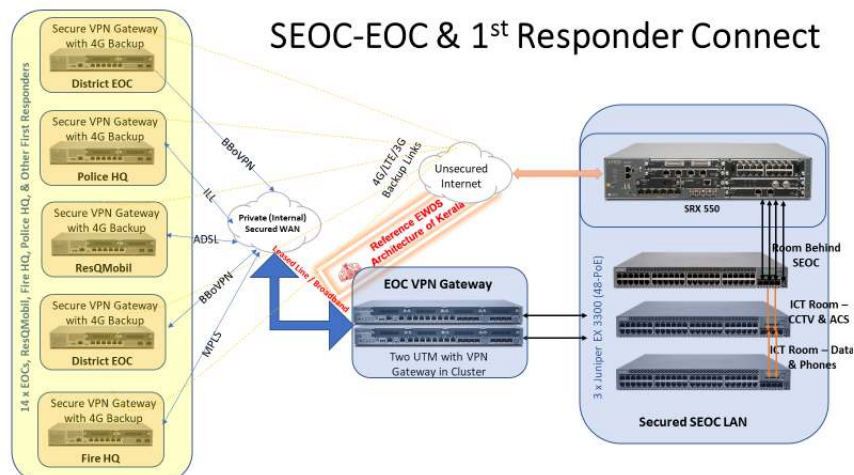 SEOC-EOC & 1st Responder Connect
14 x EOCs, ResQMobil, Fire HQ, Police HQ, & Other First Responders
Secure VPN Gateway
with 4G Backup
District EOC
Secure VPN Gateway
with 4G Backup
Police HQ
Secure VPN Gateway
with 4G Backup
ResQMobil
Secure VPN Gateway
with 4G Backup
District EOC
Secure VPN Gateway
with 4G Backup
Fire HQ
BBoVPN
ILL
ADSL
BBoVPN
MPLS
Private (Internal)
Secured WAN
4G/LTE/3G
Backup Links
Unsecured
Internet
Reference EWDS
Architecture of Kerala
Leased Line / Broadband
EOC VPN Gateway
Two UTM with VPN
Gateway in Cluster
SRX 550
3 x Juniper EX 3300 (48-PoE)
Room Behind
SEOC
ICT Room –
CCTV & ACS
ICT Room – Data
& Phones
Secured SEOC LAN